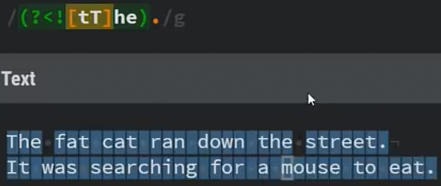 /(?<![tT]he)./g
Text
The fat cat ran down the street.¬
It was searching for a mouse to eat.